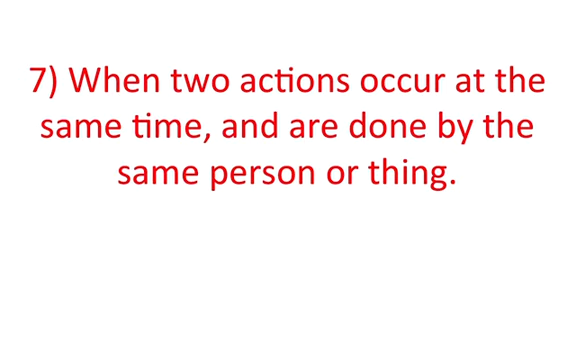 7) When two actions occur at the
same time, and are done by the
same person or thing.